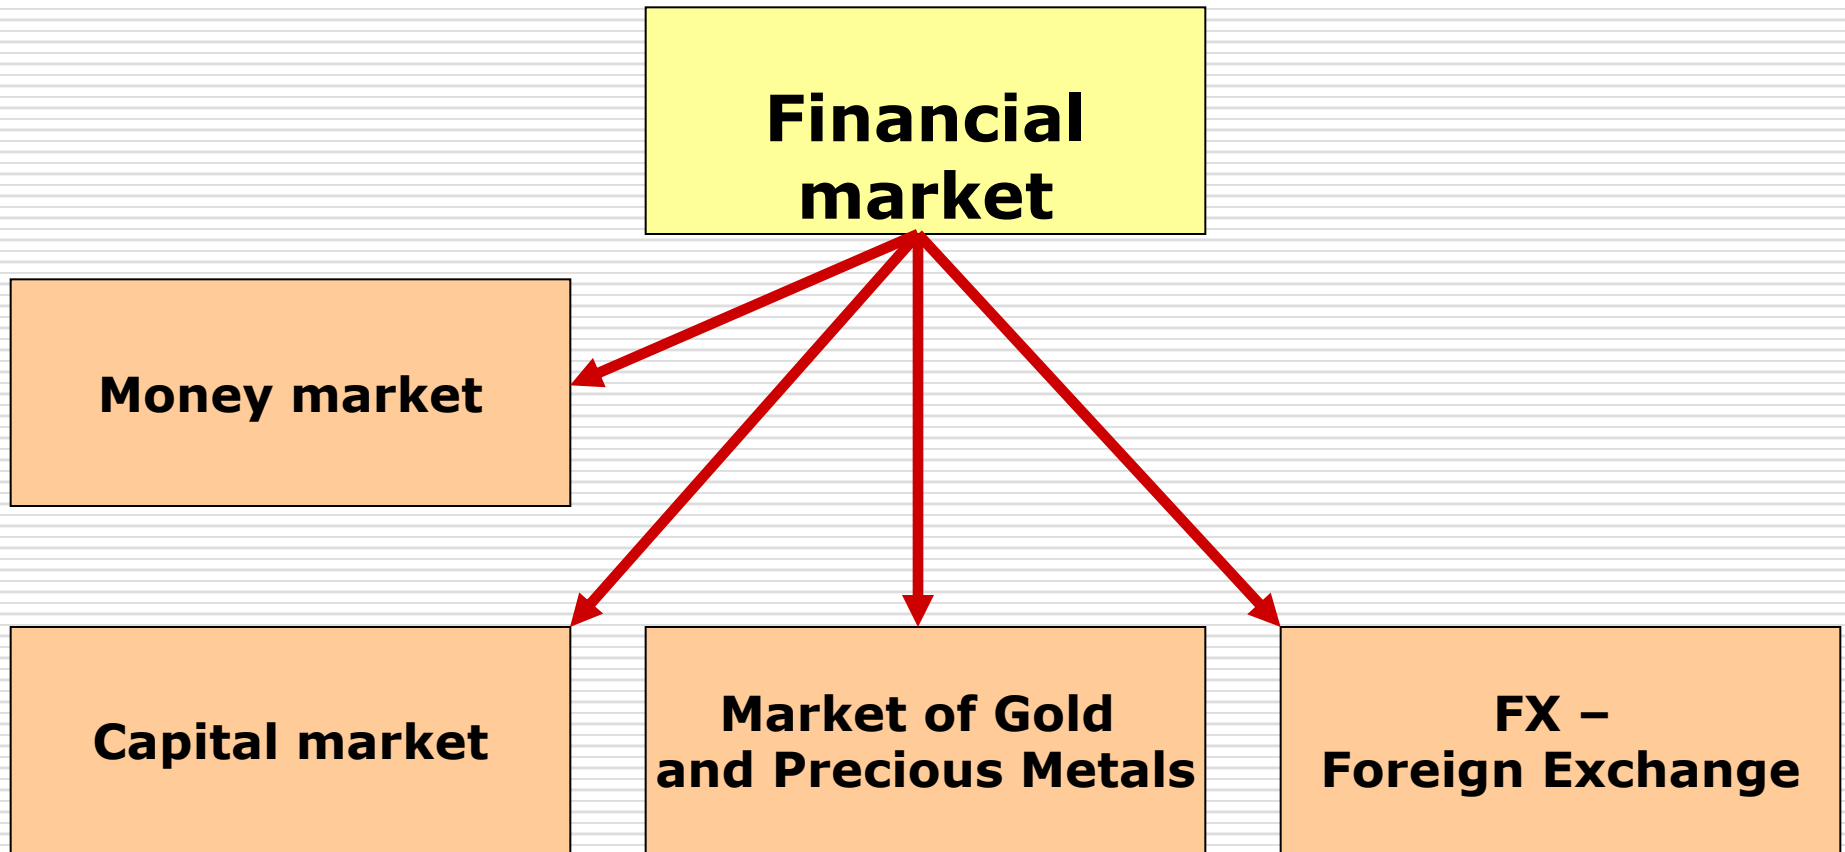 Financial
market
Money market
Capital market
Market of Gold
and Precious Metals
FX –
Foreign Exchange